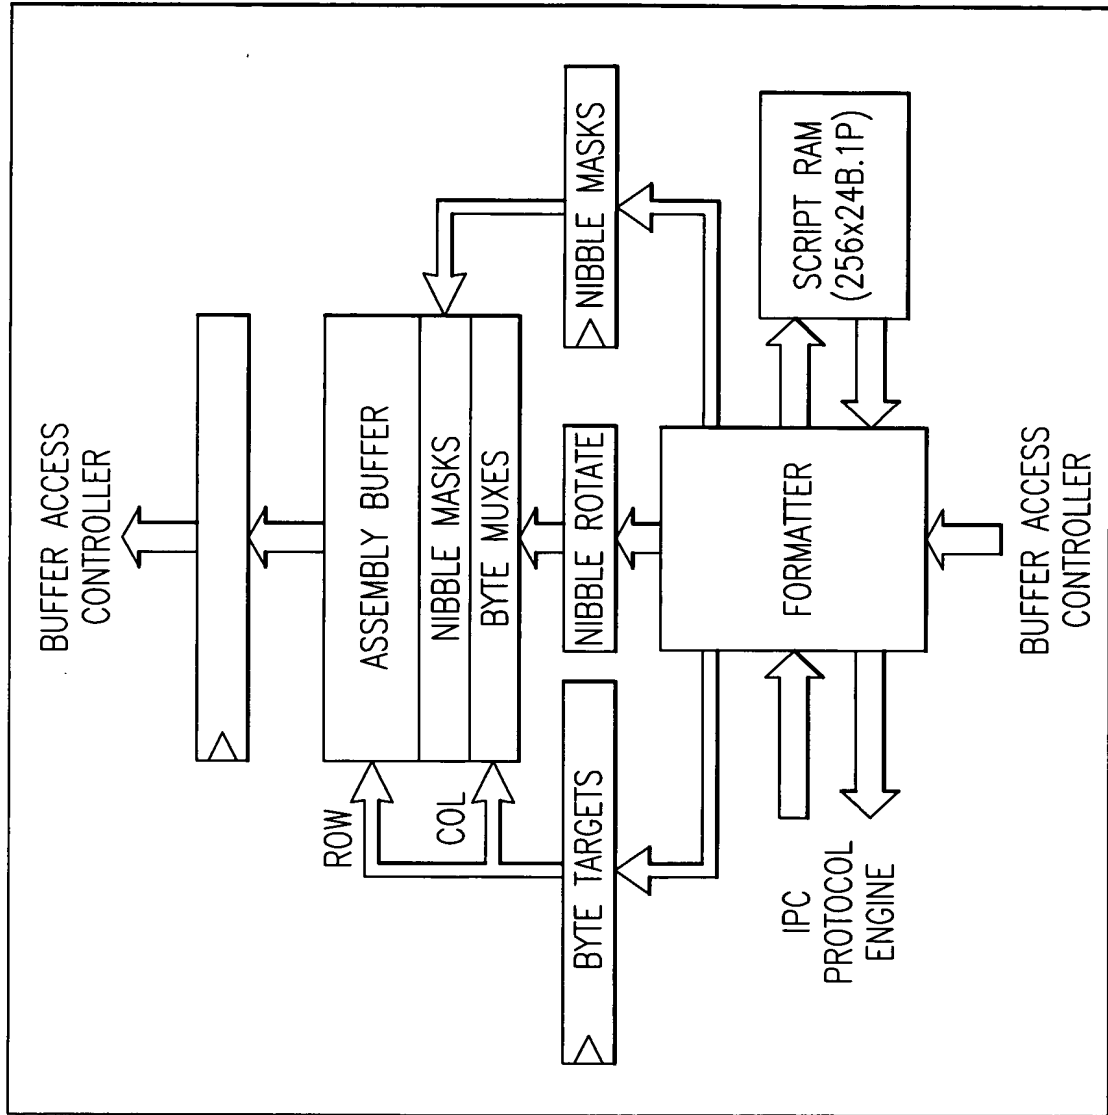 BUFFER ACCESS
CONTROLLER
ASSEMBLY BUFFER
NIBBLE MASKS
BYTE MUXES
ROW
COL
BYTE TARGETS
NIBBLE ROTATE
NIBBLE MASKS
FORMATTER
SCRIPT RAM
(256x24B.1P)
IPC
PROTOCOL
ENGINE
BUFFER ACCESS
CONTROLLER